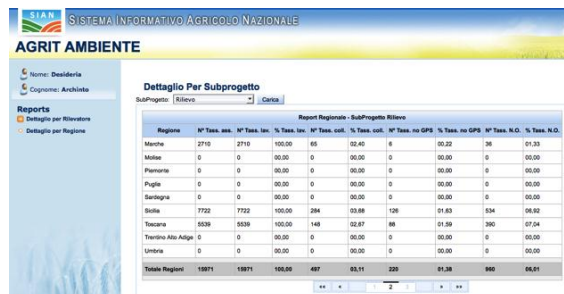 SIAN
SISTEMA INFORMATIVO AGRICOLO NAZIONALE
AGRIT AMBIENTE
Nome: Desideria
Cognome: Archinto
Reports
Dettaglio per Rilevatore
Dettaglio per Regione
Dettaglio Per Subprogetto
SubProgetto: Rilievo Carica
Report Regionale - SubProgetto Rilievo
Regione N° Tass. ass. N° Tass. lav. % Tass. lav. N° Tass. coll. % Tass. coll. N° Tass. no GPS % Tass. no GPS N° Tass. N.O. % Tass. N.O.
Marche 2710 2710 100,00 65 02,40 6 00,22 36 01,33
Molise 0 0 00,00 0 00,00 0 00,00 0 00,00
Piemonte 0 0 00,00 0 00,00 0 00,00 0 00,00
Puglia 0 0 00,00 0 00,00 0 00,00 0 00,00
Sardegna 0 0 00,00 0 00,00 0 00,00 0 00,00
Sicilia 7722 7722 100,00 284 03,68 126 01,63 534 06,92
Toscana 5539 5539 100,00 148 02,67 88 01,59 390 07,04
Trentino Alto Adige 0 0 00,00 0 00,00 0 00,00 0 00,00
Umbria 0 0 00,00 0 00,00 0 00,00 0 00,00
Totale Regioni 15971 15971 100,00 497 03,11 220 01,38 960 06,01
1 2 3